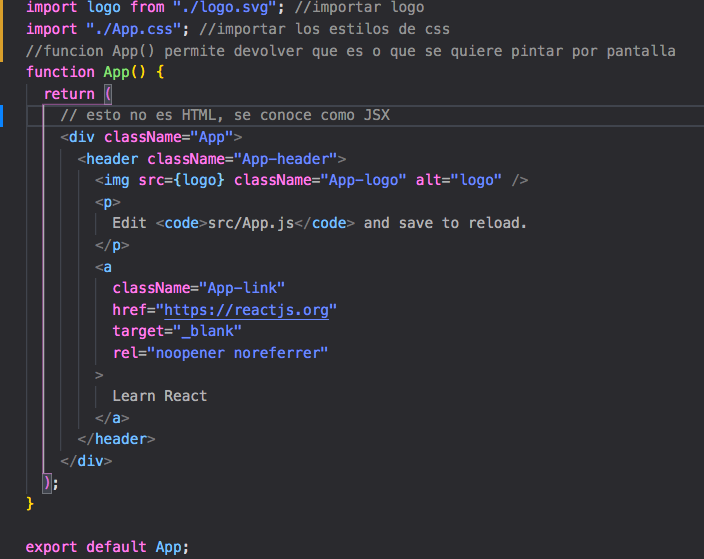 import logo from "./logo.svg"; //importar logo
import "./App.css"; //importar los estilos de css
//funcion App() permite devolver que es o que se quiere pintar por pantalla
function App() {
  return (
    // esto no es HTML, se conoce como JSX
    <div className="App">
      <header className="App-header">
        <img src={logo} className="App-logo" alt="logo" />
        <p>
          Edit <code>src/App.js</code> and save to reload.
        </p>
        <a
          className="App-link"
          href="https://reactjs.org"
          target="_blank"
          rel="noopener noreferrer"
        >
          Learn React
        </a>
      </header>
    </div>
  );
}

export default App;